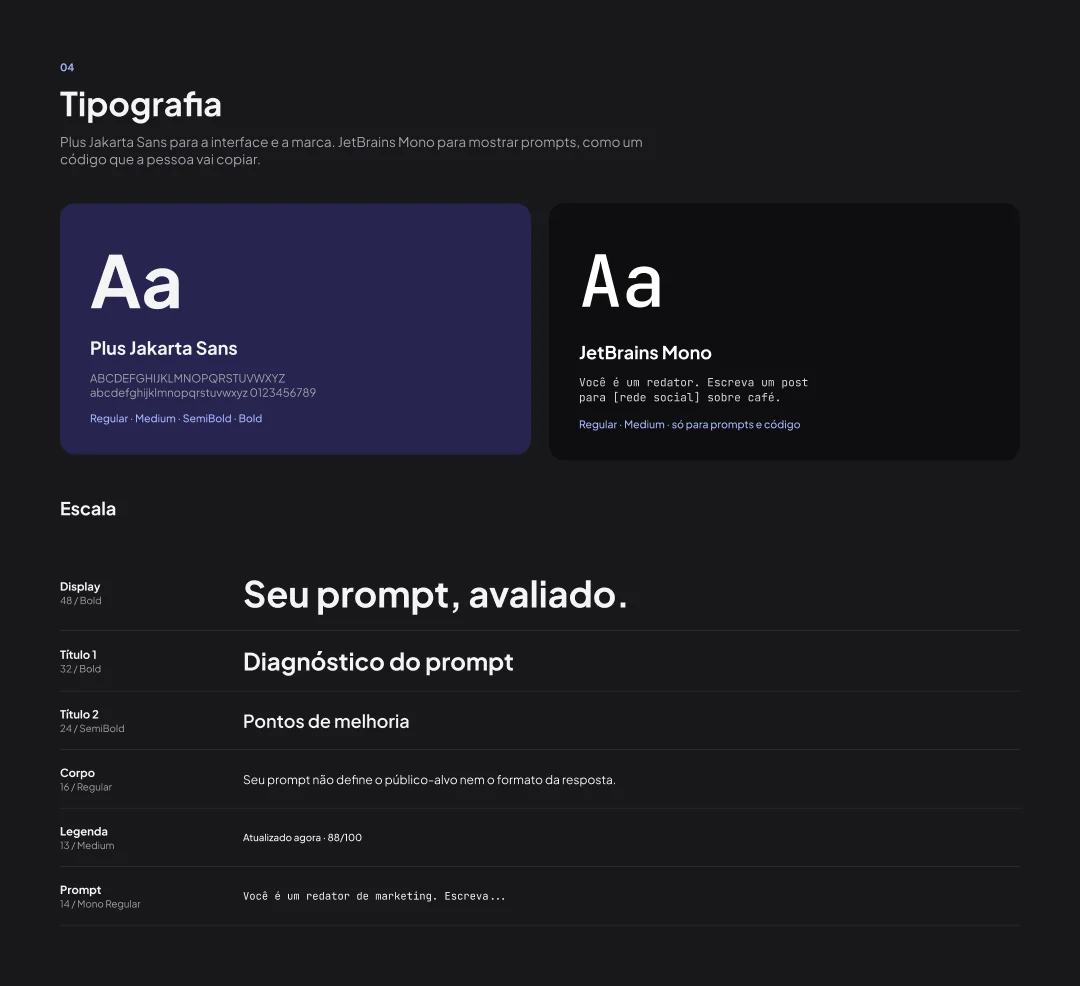 04
Tipografia
Plus Jakarta Sans para a interface e a marca. JetBrains Mono para mostrar prompts, como um
código que a pessoa vai copiar.
Aa
Plus Jakarta Sans
ABCDEFGHIJKLMNOPQRSTUVWXYZ
abcdefghijklmnopqrstuvwxyz 0123456789
Regular · Medium · SemiBold · Bold
Aa
JetBrains Mono
Você é um redator. Escreva um post
para [rede social] sobre café.
Regular · Medium · só para prompts e código
Escala
Display
48 / Bold
Seu prompt, avaliado.
Título 1
32 / Bold
Diagnóstico do prompt
Título 2
24 / SemiBold
Pontos de melhoria
Corpo
16 / Regular
Seu prompt não define o público-alvo nem o formato da resposta.
Legenda
13 / Medium
Atualizado agora · 88/100
Prompt
14 / Mono Regular
Você é um redator de marketing. Escreva...